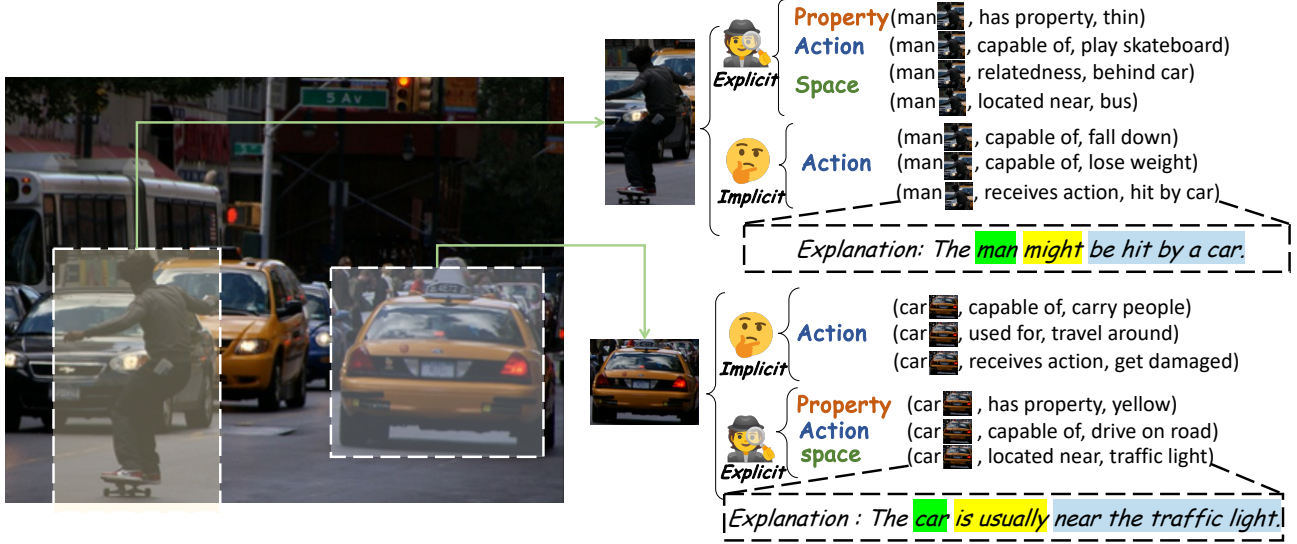 5 Av
Property (man , has property, thin)
Action (man , capable of, play skateboard)
Explicit
Space (man , relatedness, behind car)
(man , located near, bus)
(man , capable of, fall down)
Action (man , capable of, lose weight)
Implicit
(man , receives action, hit by car)
Explanation: The man might be hit by a car.
(car , capable of, carry people)
Action (car , used for, travel around)
Implicit
(car , receives action, get damaged)
Property (car , has property, yellow)
Action (car , capable of, drive on road)
space (car , located near, traffic light)
Explicit
Explanation : The car is usually near the traffic light.